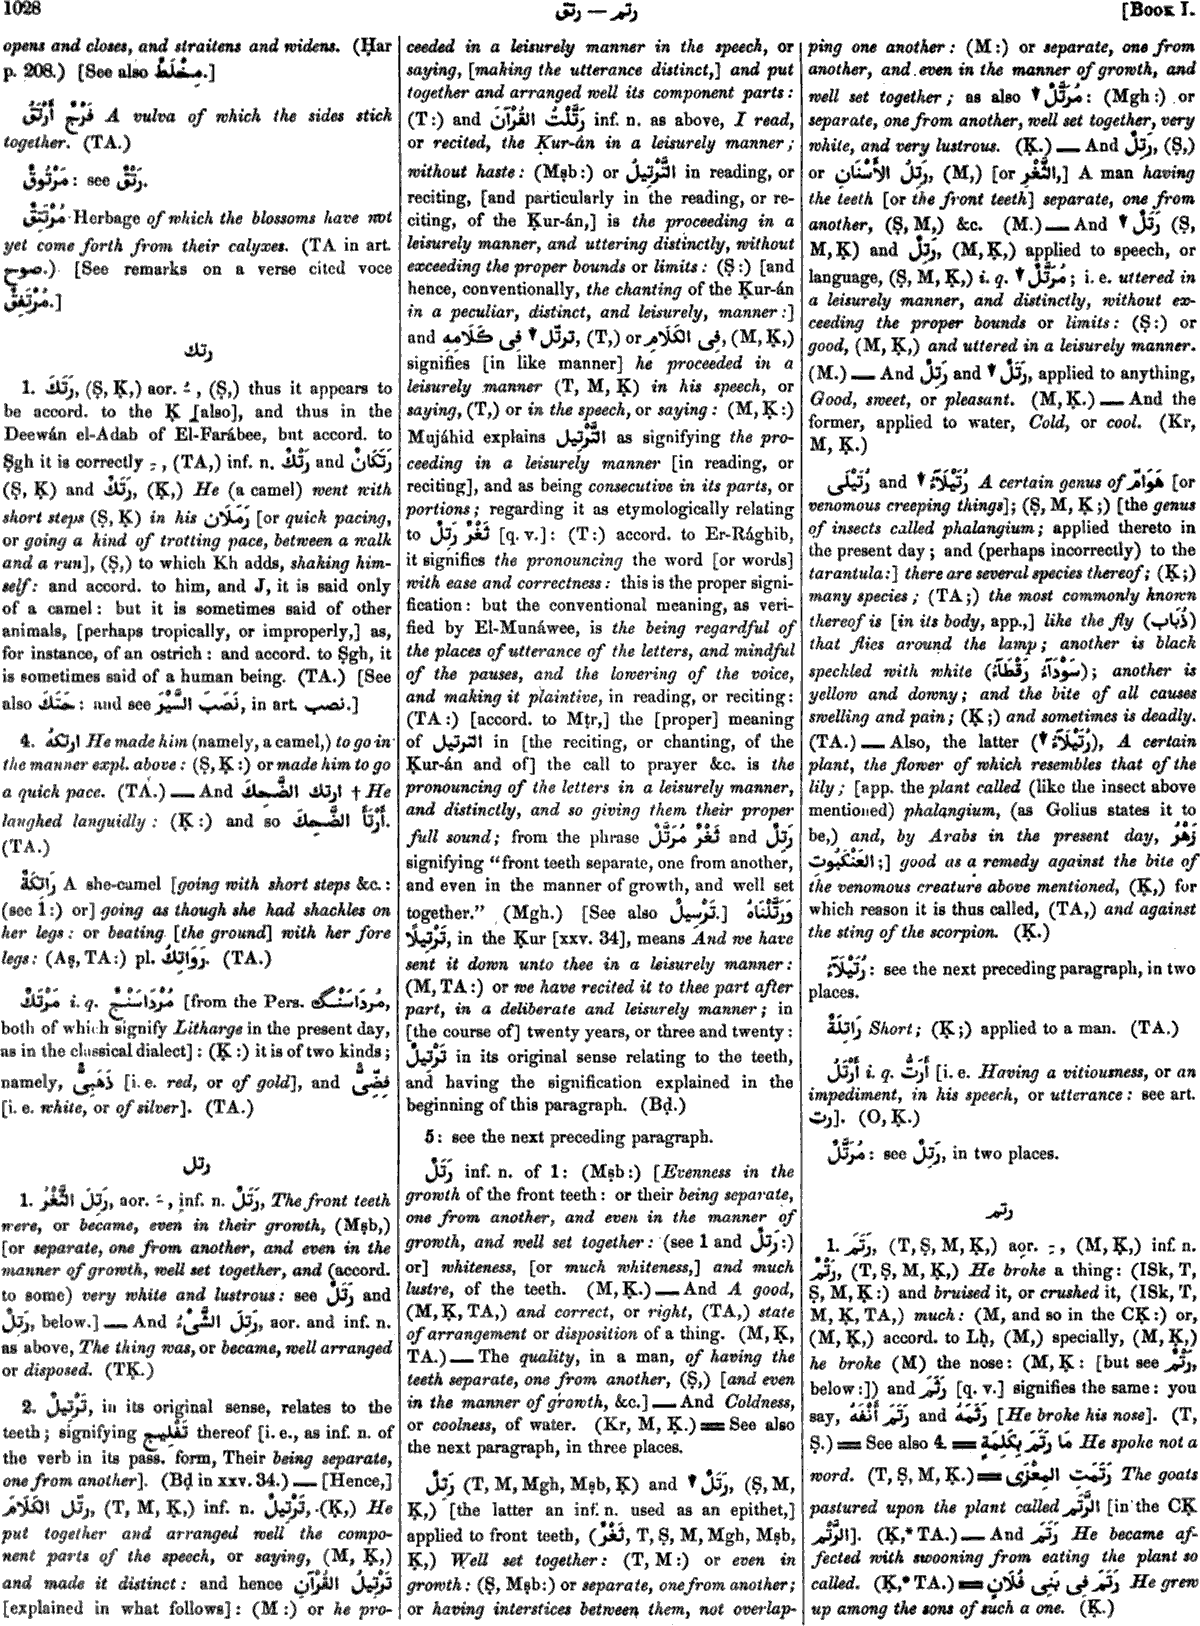 1028
رتق — رتم
[BOOK I.
opens and closes, and straitens and widens. (Ḥar
p. 208.) [See also مِخْلَطٌ.]
فَرْجٌ أَرْتَقُ A vulva of which the sides stick
together. (TA.)
مَرْتُوقٌ: see رَتْقٌ.
مُرْتَتِقٌ Herbage of which the blossoms have not
yet come forth from their calyxes. (TA in art.
صوح.) [See remarks on a verse cited voce
مُرْتَفِقٌ.]
رتك
1. رَتَكَ, (Ṣ, Ḳ,) aor. ـُ , (Ṣ,) thus it appears to
be accord. to the Ḳ [also], and thus in the
Deewán el-Adab of El-Farábee, but accord. to
Ṣgh it is correctly ـِ , (TA,) inf. n. رَتْكٌ and رَتَكَانٌ
(Ṣ, Ḳ) and رَتَكٌ, (Ḳ,) He (a camel) went with
short steps (Ṣ, Ḳ) in his رَمَلَان [or quick pacing,
or going a kind of trotting pace, between a walk
and a run], (Ṣ,) to which Kh adds, shaking him-
self: and accord. to him, and J, it is said only
of a camel: but it is sometimes said of other
animals, [perhaps tropically, or improperly,] as,
for instance, of an ostrich: and accord. to Ṣgh, it
is sometimes said of a human being. (TA.) [See
also حَتَكَ: and see نَصَبَ السَّيْرَ, in art. نصب.]
4. ارتكهُ He made him (namely, a camel,) to go in
the manner expl. above: (Ṣ, Ḳ:) or made him to go
a quick pace. (TA.) — And ارتك الضَّحِكَ † He
laughed languidly: (Ḳ:) and so أَرْتَأَ الضَّحِكَ.
(TA.)
رَاتِكَةٌ A she-camel [going with short steps &c.:
(see 1:) or] going as though she had shackles on
her legs: or beating [the ground] with her fore
legs: (Aṣ, TA:) pl. رَوَاتِكُ. (TA.)
مَرْتَكٌ i. q. مُرْدَاسَنْجٌ [from the Pers. مُردَاسَنْگ,
both of which signify Litharge in the present day,
as in the classical dialect]: (Ḳ:) it is of two kinds;
namely, ذَهَبِىٌّ [i. e. red, or of gold], and فِضِّىٌّ
[i. e. white, or of silver]. (TA.)
رتل
1. رَتِلَ الثَّغْرُ, aor. ـَ , inf. n. رَتَلٌ, The front teeth
were, or became, even in their growth, (Mṣb,)
[or separate, one from another, and even in the
manner of growth, well set together, and (accord.
to some) very white and lustrous: see رَتَلٌ and
رَتِلٌ, below.] — And رَتِلَ الشَّىْءُ, aor. and inf. n.
as above, The thing was, or became, well arranged
or disposed. (TḲ.)
2. تَرْتِيلٌ, in its original sense, relates to the
teeth; signifying تَفْلِيج thereof [i. e., as inf. n. of
the verb in its pass. form, Their being separate,
one from another]. (Bḍ in xxv. 34.) — [Hence,]
رتّل الكَلَامَ, (T, M, Ḳ,) inf. n. تَرْتِيلٌ, (Ḳ,) He
put together and arranged well the compo-
nent parts of the speech, or saying, (M, Ḳ,)
and made it distinct: and hence تَرْتِيلُ القُرْآنِ
[explained in what follows]: (M:) or he pro-
ceeded in a leisurely manner in the speech, or
saying, [making the utterance distinct,] and put
together and arranged well its component parts:
(T:) and رَتَّلْتُ القُرْآنَ inf. n. as above, I read,
or recited, the Ḳur-án in a leisurely manner;
without haste: (Mṣb:) or التَّرْتِيلُ in reading, or
reciting, [and particularly in the reading, or re-
citing, of the Ḳur-án,] is the proceeding in a
leisurely manner, and uttering distinctly, without
exceeding the proper bounds or limits: (Ṣ:) [and
hence, conventionally, the chanting of the Ḳur-án
in a peculiar, distinct, and leisurely, manner:]
and ترتّل ▼ فِى كَلَامِهِ, (T,) or فِى الكَلَامِ, (M, Ḳ,)
signifies [in like manner] he proceeded in a
leisurely manner (T, M, Ḳ) in his speech, or
saying, (T,) or in the speech, or saying: (M, Ḳ:)
Mujáhid explains التَّرْتِيل as signifying the pro-
ceeding in a leisurely manner [in reading, or
reciting], and as being consecutive in its parts, or
portions; regarding it as etymologically relating
to ثَغْرٌ رَتِلٌ [q. v.]: (T:) accord. to Er-Rághib,
it signifies the pronouncing the word [or words]
with ease and correctness: this is the proper signi-
fication: but the conventional meaning, as veri-
fied by El-Munáwee, is the being regardful of
the places of utterance of the letters, and mindful
of the pauses, and the lowering of the voice,
and making it plaintive, in reading, or reciting:
(TA:) [accord. to Mṭr,] the [proper] meaning
of الترتيل in [the reciting, or chanting, of the
Ḳur-án and of] the call to prayer &c. is the
pronouncing of the letters in a leisurely manner,
and distinctly, and so giving them their proper
full sound; from the phrase ثَغْرٌ مُرَتَّلٌ and رَتِلٌ
signifying “front teeth separate, one from another,
and even in the manner of growth, and well set
together.” (Mgh.) [See also تَرْسِيلٌ.] وَرَتَّلْنَاهُ
تَرْتِيلًا, in the Ḳur [xxv. 34], means And we have
sent it down unto thee in a leisurely manner:
(M, TA:) or we have recited it to thee part after
part, in a deliberate and leisurely manner; in
[the course of] twenty years, or three and twenty:
تَرْتِيلٌ in its original sense relating to the teeth,
and having the signification explained in the
beginning of this paragraph. (Bḍ.)
5: see the next preceding paragraph.
رَتَلٌ inf. n. of 1: (Mṣb:) [Evenness in the
growth of the front teeth: or their being separate,
one from another, and even in the manner of
growth, and well set together: (see 1 and رَتِلٌ:)
or] whiteness, [or much whiteness,] and much
lustre, of the teeth. (M, Ḳ.) — And A good,
(M, Ḳ, TA,) and correct, or right, (TA,) state
of arrangement or disposition of a thing. (M, Ḳ,
TA.) — The quality, in a man, of having the
teeth separate, one from another, (Ṣ,) [and even
in the manner of growth, &c.] — And Coldness,
or coolness, of water. (Kr, M, Ḳ.) == See also
the next paragraph, in three places.
رَتِلٌ (T, M, Mgh, Mṣb, Ḳ) and ▼ رَتَلٌ, (Ṣ, M,
Ḳ,) [the latter an inf. n. used as an epithet,]
applied to front teeth, (ثَغْرٌ, T, Ṣ, M, Mgh, Mṣb,
Ḳ,) Well set together: (T, M:) or even in
growth: (Ṣ, Mṣb:) or separate, one from another;
or having interstices between them, not overlap-
ping one another: (M:) or separate, one from
another, and even in the manner of growth, and
well set together; as also ▼ مُرَتَّلٌ: (Mgh:) or
separate, one from another, well set together, very
white, and very lustrous. (Ḳ.) — And رَتِلٌ, (Ṣ,)
or رَتِلُ الأَسْنَانِ, (M,) [or الثَّغْرِ,] A man having
the teeth [or the front teeth] separate, one from
another, (Ṣ, M,) &c. (M.) — And ▼ رَتَلٌ (Ṣ,
M, Ḳ) and رَتِلٌ, (M, Ḳ,) applied to speech, or
language, (Ṣ, M, Ḳ,) i. q. ▼ مُرَتَّلٌ; i. e. uttered in
a leisurely manner, and distinctly, without ex-
ceeding the proper bounds or limits: (Ṣ:) or
good, (M, Ḳ,) and uttered in a leisurely manner.
(M.) — And رَتِلٌ and ▼ رَتَلٌ, applied to anything,
Good, sweet, or pleasant. (M, Ḳ.) — And the
former, applied to water, Cold, or cool. (Kr,
M, Ḳ.)
رُتَيْلَى and ▼ رُتَيْلَآءُ A certain genus of هَوَامّ [or
venomous creeping things]; (Ṣ, M, Ḳ;) [the genus
of insects called phalangium; applied thereto in
the present day; and (perhaps incorrectly) to the
tarantula:] there are several species thereof; (Ḳ;)
many species; (TA;) the most commonly known
thereof is [in its body, app.,] like the fly (ذُبَاب)
that flies around the lamp; another is black
speckled with white (سَوْدَآءُ رَقْطَآءُ); another is
yellow and downy; and the bite of all causes
swelling and pain; (Ḳ;) and sometimes is deadly.
(TA.) — Also, the latter (▼ رُتَيْلَآءُ), A certain
plant, the flower of which resembles that of the
lily; [app. the plant called (like the insect above
mentioned) phalangium, (as Golius states it to
be,) and, by Arabs in the present day, زَهْرُ
العَنْكَبُوت;] good as a remedy against the bite of
the venomous creature above mentioned, (Ḳ,) for
which reason it is thus called, (TA,) and against
the sting of the scorpion. (Ḳ.)
رُتَيْلَآءُ: see the next preceding paragraph, in two
places.
رَاتِلَةٌ Short; (Ḳ;) applied to a man. (TA.)
أَرْتَلُ i. q. أَرَتُّ [i. e. Having a vitiousness, or an
impediment, in his speech, or utterance: see art.
رت]. (O, Ḳ.)
مُرَتَّلٌ: see رَتِلٌ, in two places.
رتم
1. رَتَمَ, (T, Ṣ, M, Ḳ,) aor. ـِ , (M, Ḳ,) inf. n.
رَتْمٌ, (T, Ṣ, M, Ḳ,) He broke a thing: (ISk, T,
Ṣ, M, Ḳ:) and bruised it, or crushed it, (ISk, T,
M, Ḳ, TA,) much: (M, and so in the CḲ:) or,
(M, Ḳ,) accord. to Lḥ, (M,) specially, (M, Ḳ,)
he broke (M) the nose: (M, Ḳ: [but see رَثْمٌ,
below:]) and رَثَمَ [q. v.] signifies the same: you
say, رَتَمَ أَنْفَهُ and رَثَمَهُ [He broke his nose]. (T,
Ṣ.) == See also 4. == مَا رَتَمَ بِكَلِمَةٍ He spoke not a
word. (T, Ṣ, M, Ḳ.) == رَتَمَتِ المِعْزَى The goats
pastured upon the plant called الرَّتَم [in the CḲ
الرَّتْم]. (Ḳ,* TA.) — And رَتَمَ He became af-
fected with swooning from eating the plant so
called. (Ḳ,* TA.) == رَتَمَ فِى بَنِى فُلَانٍ He grew
up among the sons of such a one. (Ḳ.)